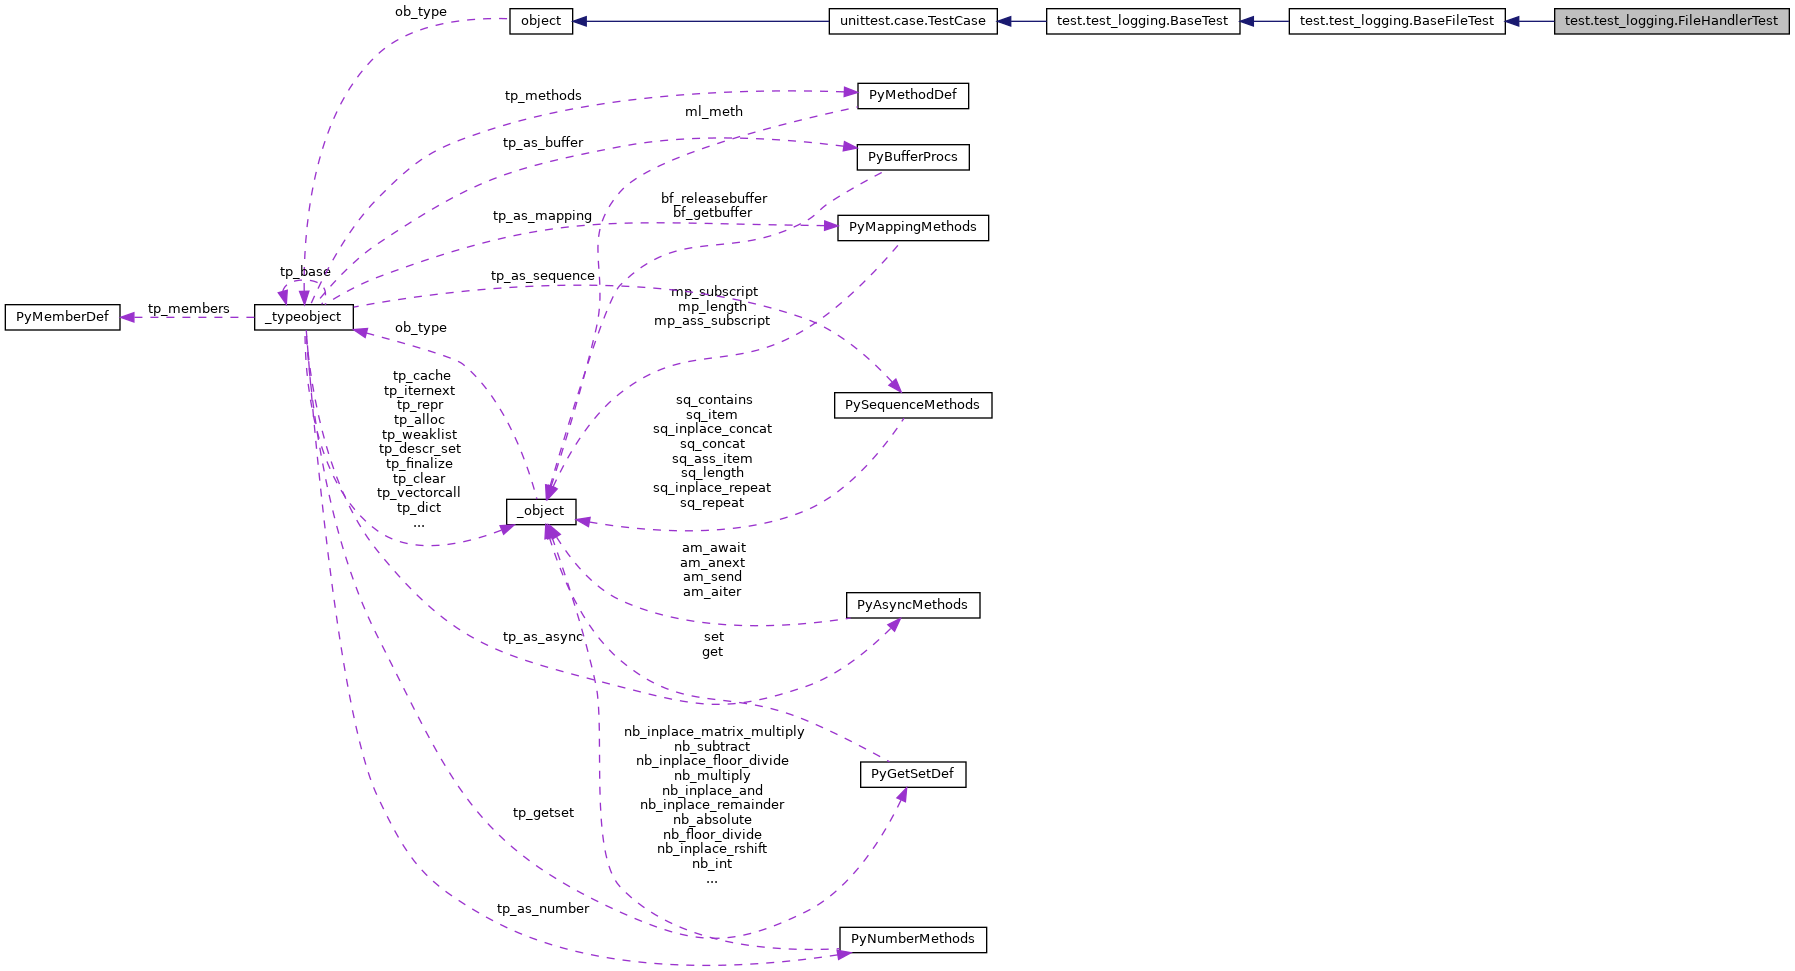 ob_type
object
unittest.case.TestCase
test.test_logging.BaseTest
test.test_logging.BaseFileTest
test.test_logging.FileHandlerTest
tp_methods
PyMethodDef
ml_meth
tp_as_buffer
PyBufferProcs
bf_releasebuffer
bf_getbuffer
tp_as_mapping
PyMappingMethods
tp_base
tp_as_sequence
mp_subscript
mp_length
mp_ass_subscript
PyMemberDef
tp_members
_typeobject
ob_type
tp_cache
tp_iternext
tp_repr
tp_alloc
tp_weaklist
tp_descr_set
tp_finalize
tp_clear
tp_vectorcall
tp_dict
...
sq_contains
sq_item
sq_inplace_concat
sq_concat
sq_ass_item
sq_length
sq_inplace_repeat
sq_repeat
PySequenceMethods
_object
am_await
am_anext
am_send
am_aiter
PyAsyncMethods
tp_as_async
set
get
nb_inplace_matrix_multiply
nb_subtract
nb_inplace_floor_divide
nb_multiply
nb_inplace_and
nb_inplace_remainder
nb_absolute
nb_floor_divide
nb_inplace_rshift
nb_int
...
PyGetSetDef
tp_getset
tp_as_number
PyNumberMethods